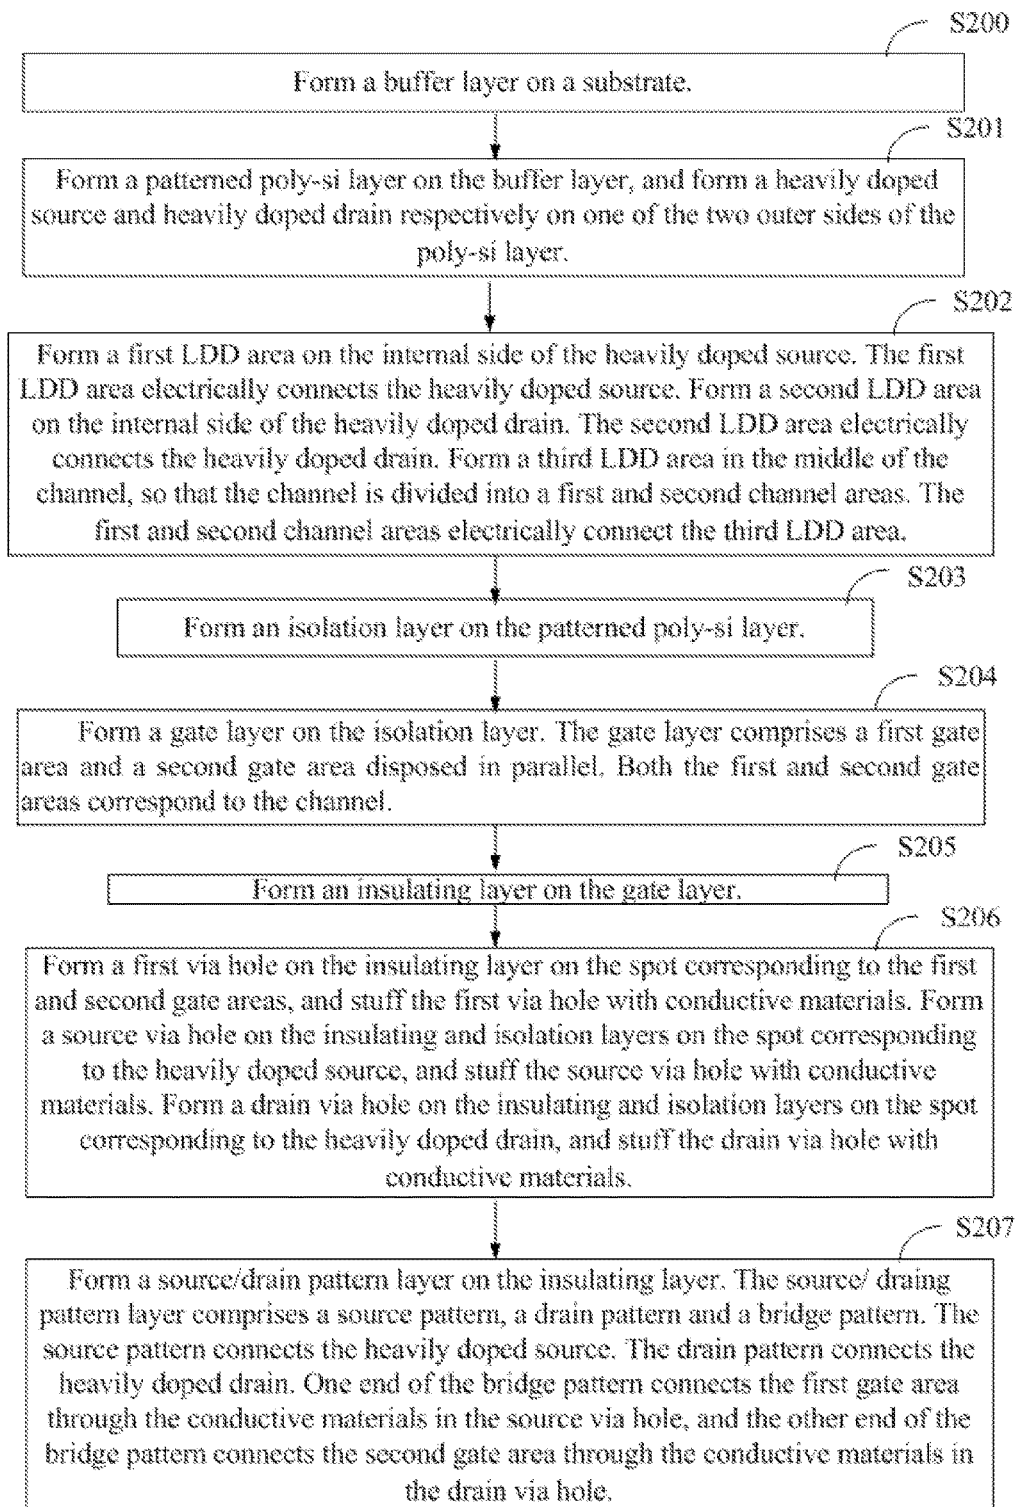 S200
Form a buffer layer on a substrate.
S201
Form a patterned poly-si layer on the buffer layer, and form a heavily doped
source and heavily doped drain respectively on one of the two outer sides of the
poly-si layer.
S202
Form a first LDD area on the internal side of the heavily doped source. The first
LDD area electrically connects the heavily doped source. Form a second LDD area
on the internal side of the heavily doped drain. The second LDD area electrically
connects the heavily doped drain. Form a third LDD area in the middle of the
channel, so that the channel is divided into a first and second channel areas. The
first and second channel areas electrically connect the third LDD area.
S203
Form an isolation layer on the patterned poly-si layer.
S204
Form a gate layer on the isolation layer. The gate layer comprises a first gate
area and a second gate area disposed in parallel. Both the first and second gate
areas correspond to the channel.
S205
Form an insulating layer on the gate layer.
S206
Form a first via hole on the insulating layer on the spot corresponding to the first
and second gate areas, and stuff the first via hole with conductive materials. Form
a source via hole on the insulating and isolation layers on the spot corresponding
to the heavily doped source, and stuff the source via hole with conductive
materials. Form a drain via hole on the insulating and isolation layers on the spot
corresponding to the heavily doped drain, and stuff the drain via hole with
conductive materials.
S207
Form a source/drain pattern layer on the insulating layer. The source/ draing
pattern layer comprises a source pattern, a drain pattern and a bridge pattern. The
source pattern connects the heavily doped source. The drain pattern connects the
heavily doped drain. One end of the bridge pattern connects the first gate area
through the conductive materials in the source via hole, and the other end of the
bridge pattern connects the second gate area through the conductive materials in
the drain via hole.